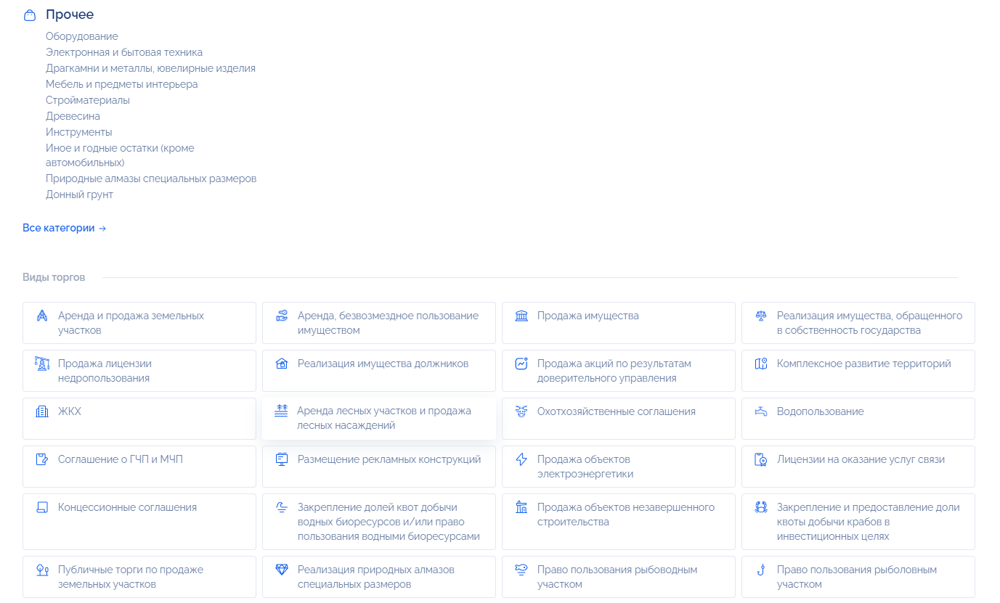 Прочее
Оборудование
Электронная и бытовая техника
Драгкамни и металлы, ювелирные изделия
Мебель и предметы интерьера
Стройматериалы
Древесина
Инструменты
Иное и годные остатки (кроме
автомобильных)
Природные алмазы специальных размеров
Донный грунт
Все категории →
Виды торгов
Аренда и продажа земельных
участков
Аренда, безвозмездное пользование
имуществом
Продажа имущества
Реализация имущества, обращенного
в собственность государства
Продажа лицензии
недропользования
Реализация имущества должников
Продажа акций по результатам
доверительного управления
Комплексное развитие территорий
ЖКХ
Аренда лесных участков и продажа
лесных насаждений
Охотхозяйственные соглашения
Водопользование
Соглашение о ГЧП и МЧП
Размещение рекламных конструкций
Продажа объектов
электроэнергетики
Лицензии на оказание услуг связи
Концессионные соглашения
Закрепление долей квот добычи
водных биоресурсов и/или право
пользования водными биоресурсами
Продажа объектов незавершенного
строительства
Закрепление и предоставление доли
квоты добычи крабов в
инвестиционных целях
Публичные торги по продаже
земельных участков
Реализация природных алмазов
специальных размеров
Право пользования рыбоводным
участком
Право пользования рыболовным
участком